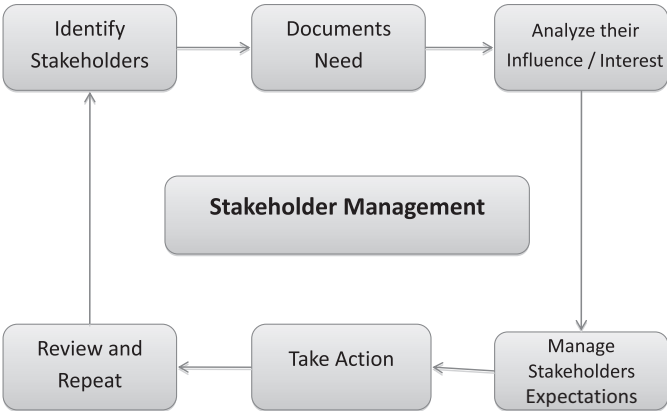 Identify
Stakeholders
Documents
Need
Analyze their
Influence / Interest
Stakeholder Management
Review and
Repeat
Take Action
Manage
Stakeholders
Expectations